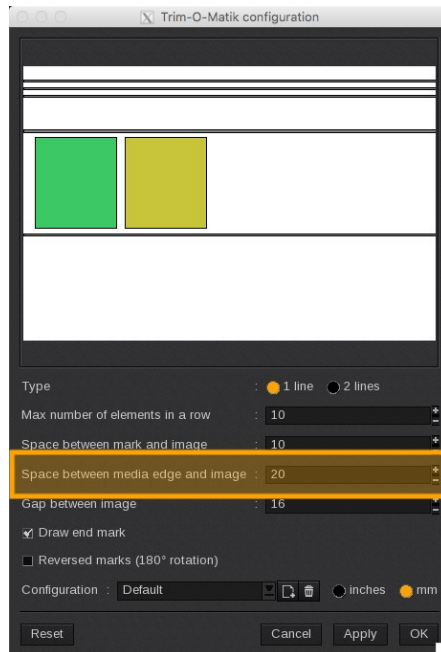 Trim-O-Matik configuration
Type : 1 line 2 lines
Max number of elements in a row : 10
Space between mark and image : 10
Space between media edge and image : 20
Gap between image : 16
Draw end mark
Reversed marks (180° rotation)
Configuration : Default inches mm
Reset Cancel Apply OK